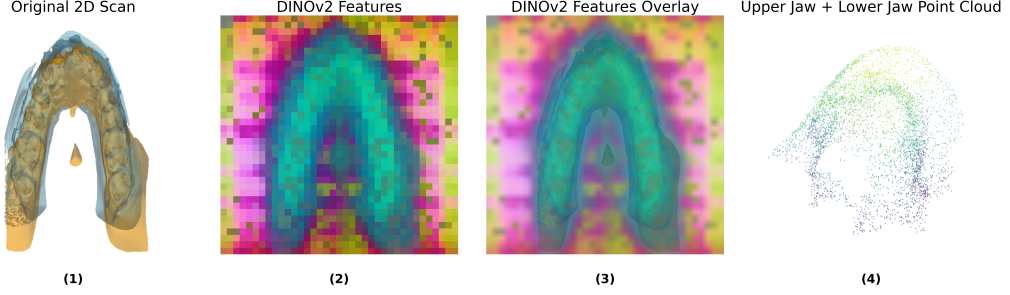 Original 2D Scan
DINOv2 Features
DINOv2 Features Overlay
Upper Jaw + Lower Jaw Point Cloud
(1)
(2)
(3)
(4)